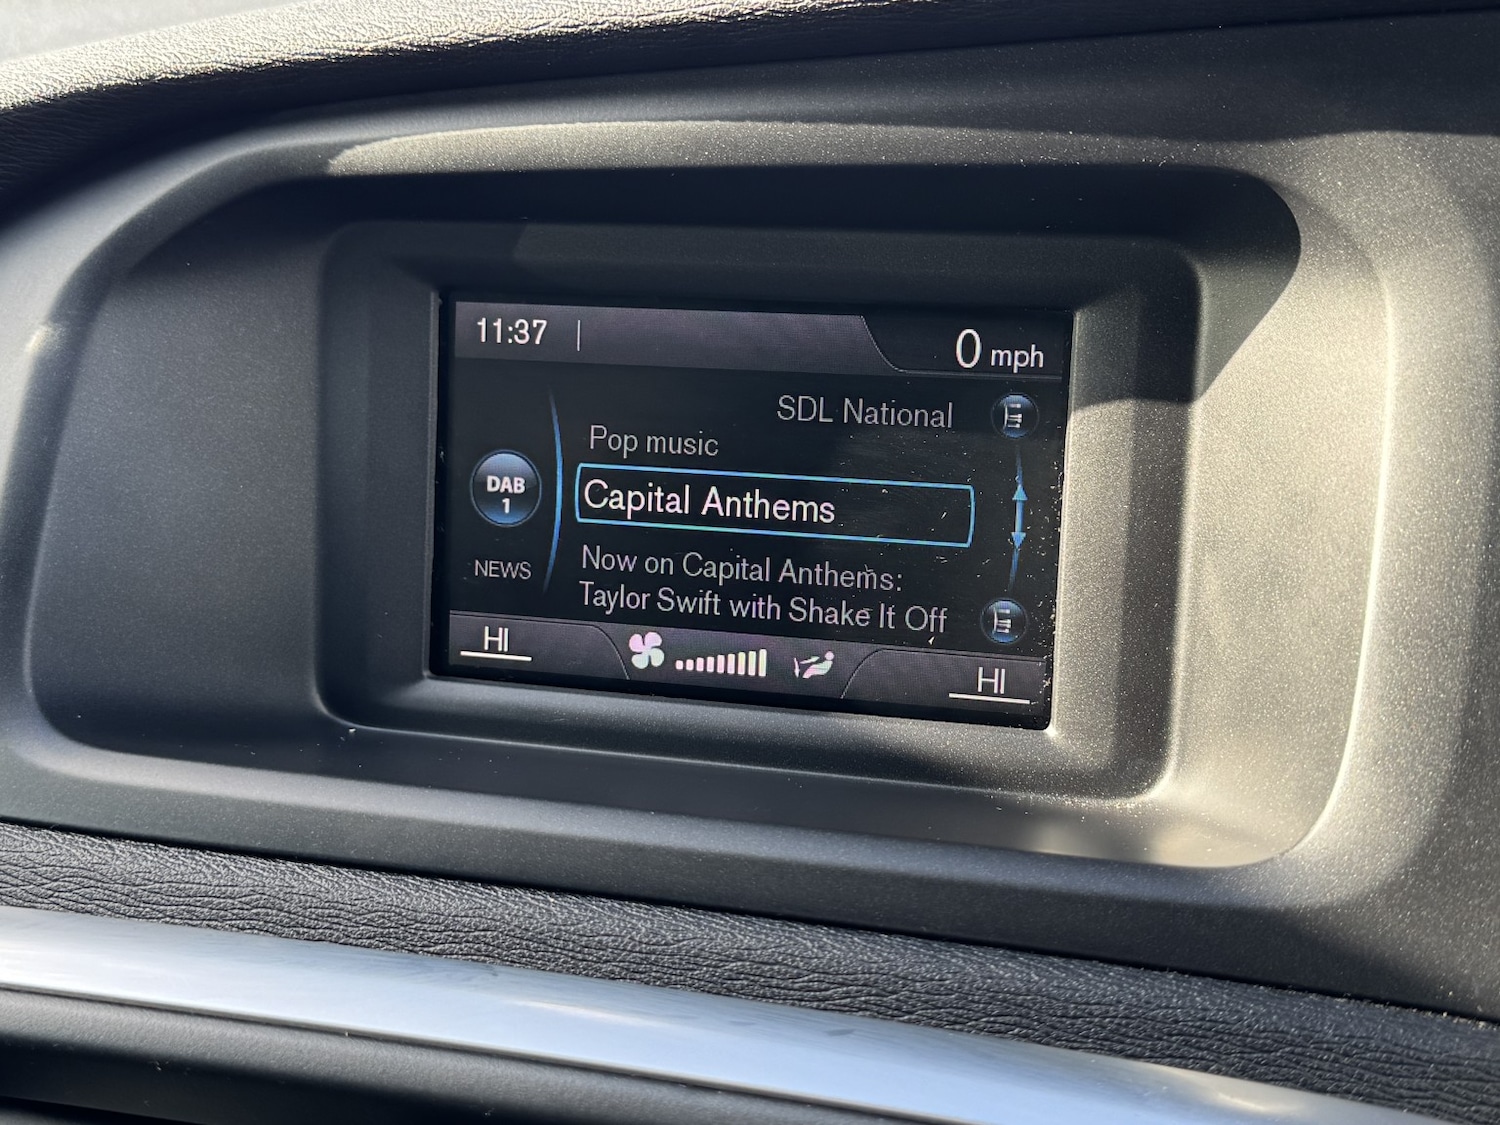 11:37
0 mph
SDL National
Pop music
DAB
1
Capital Anthems
NEWS
Now on Capital Anthems:
Taylor Swift with Shake It Off
HI
HI